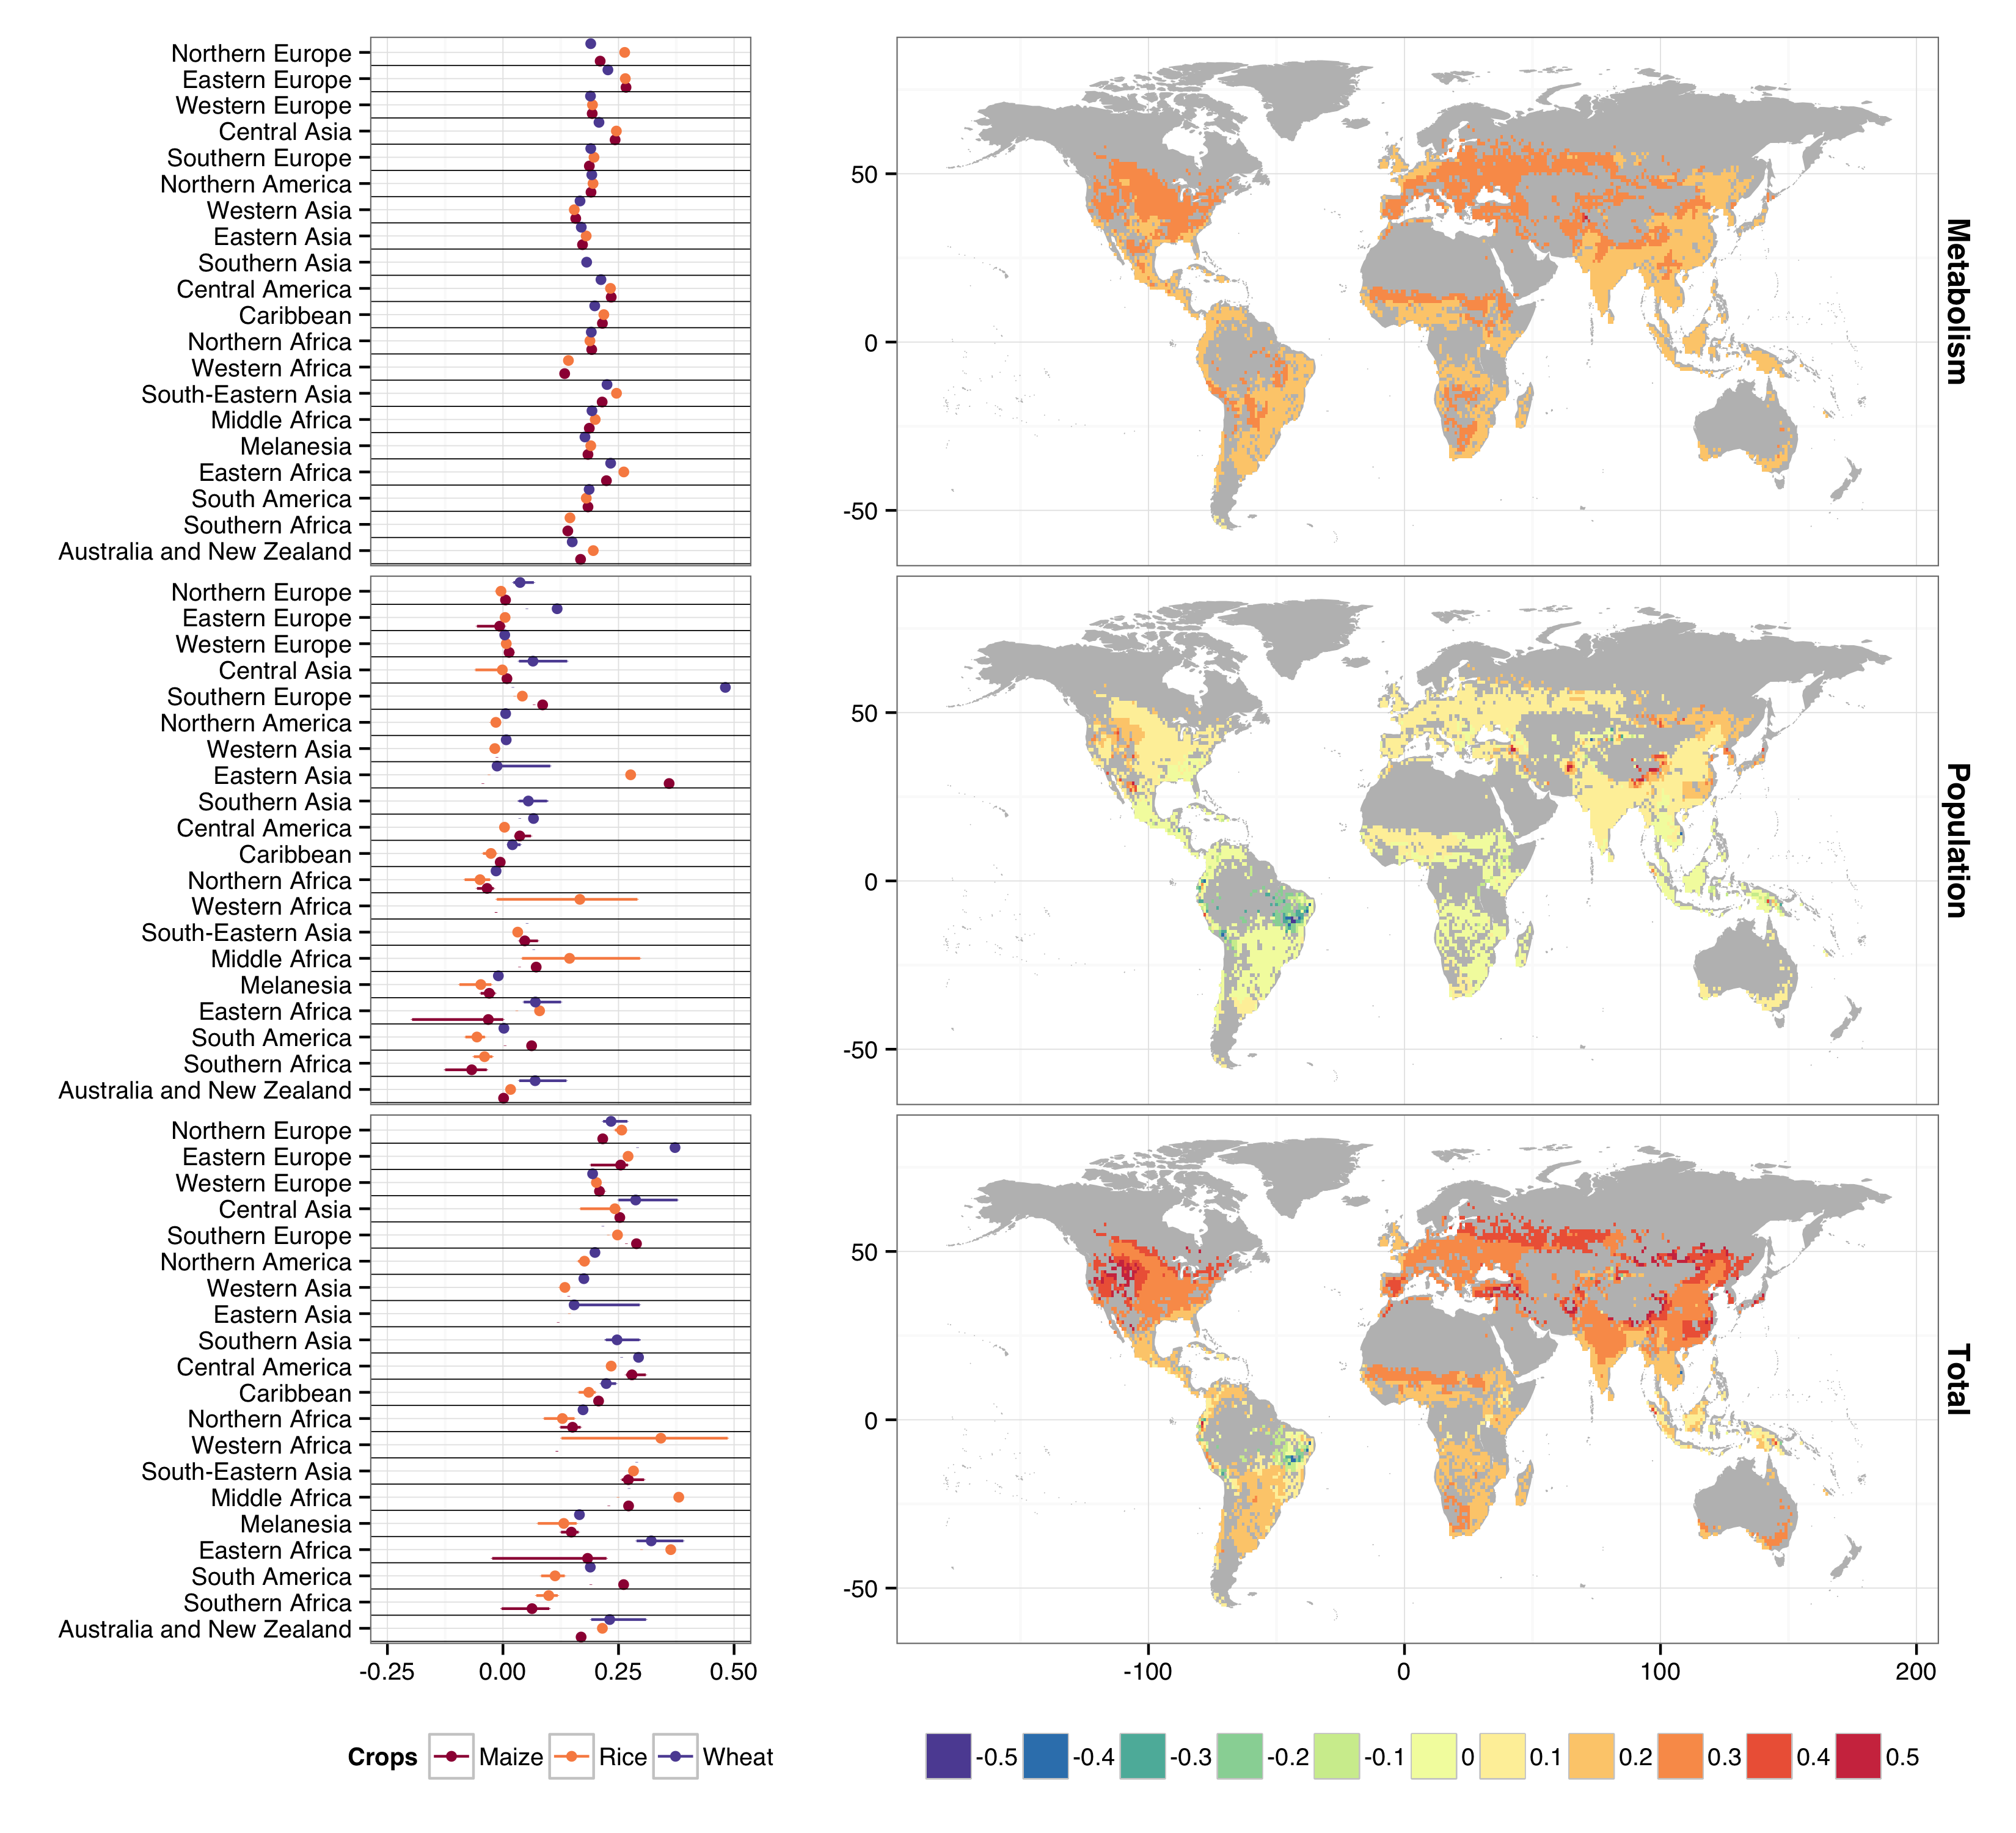 Northern Europe
Eastern Europe
Western Europe
Central Asia
Southern Europe
Northern America
Western Asia
Eastern Asia
Southern Asia
Central America
Caribbean
Northern Africa
Western Africa
South-Eastern Asia
Middle Africa
Melanesia
Eastern Africa
South America
Southern Africa
Australia and New Zealand
50
0
-50
Metabolism
Northern Europe
Eastern Europe
Western Europe
Central Asia
Southern Europe
Northern America
Western Asia
Eastern Asia
Southern Asia
Central America
Caribbean
Northern Africa
Western Africa
South-Eastern Asia
Middle Africa
Melanesia
Eastern Africa
South America
Southern Africa
Australia and New Zealand
50
0
-50
Population
Northern Europe
Eastern Europe
Western Europe
Central Asia
Southern Europe
Northern America
Western Asia
Eastern Asia
Southern Asia
Central America
Caribbean
Northern Africa
Western Africa
South-Eastern Asia
Middle Africa
Melanesia
Eastern Africa
South America
Southern Africa
Australia and New Zealand
50
0
-50
Total
-0.25 0.00 0.25 0.50
-100 0 100 200
Crops Maize Rice Wheat
-0.5 -0.4 -0.3 -0.2 -0.1 0 0.1 0.2 0.3 0.4 0.5